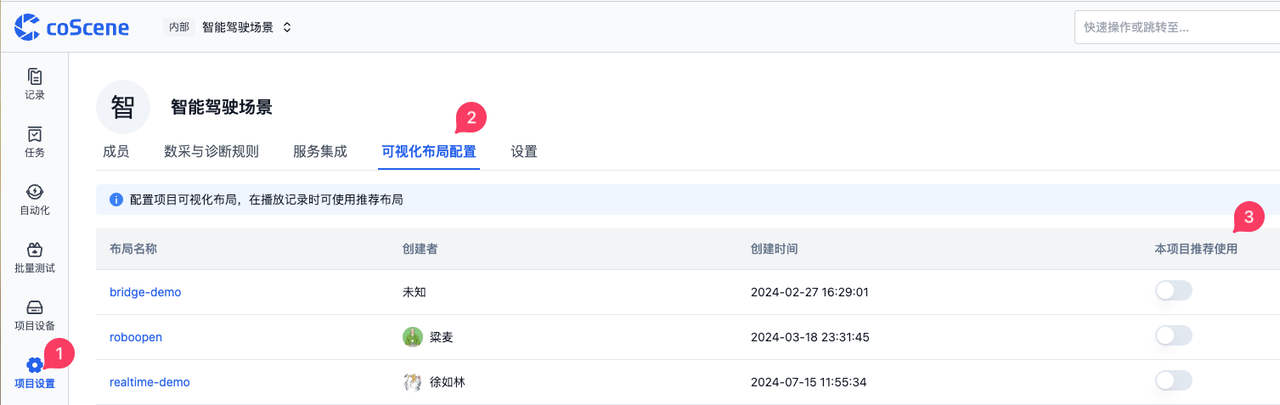 coScene 内部 智能驾驶场景 快速操作或跳转至...
记录
任务
自动化
批量测试
项目设备
1
项目设置
智 智能驾驶场景
2
成员 数采与诊断规则 服务集成 可视化布局配置 设置
配置项目可视化布局，在播放记录时可使用推荐布局
3
布局名称 创建者 创建时间 本项目推荐使用
bridge-demo 未知 2024-02-27 16:29:01
roboopen 粱麦 2024-03-18 23:31:45
realtime-demo 徐如林 2024-07-15 11:55:34